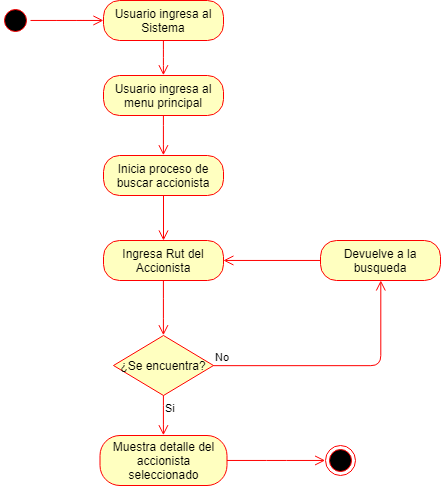 Usuario ingresa al
Sistema
Usuario ingresa al
menu principal
Inicia proceso de
buscar accionista
Ingresa Rut del
Accionista
Devuelve a la
busqueda
¿Se encuentra?
No
Si
Muestra detalle del
accionista
seleccionado